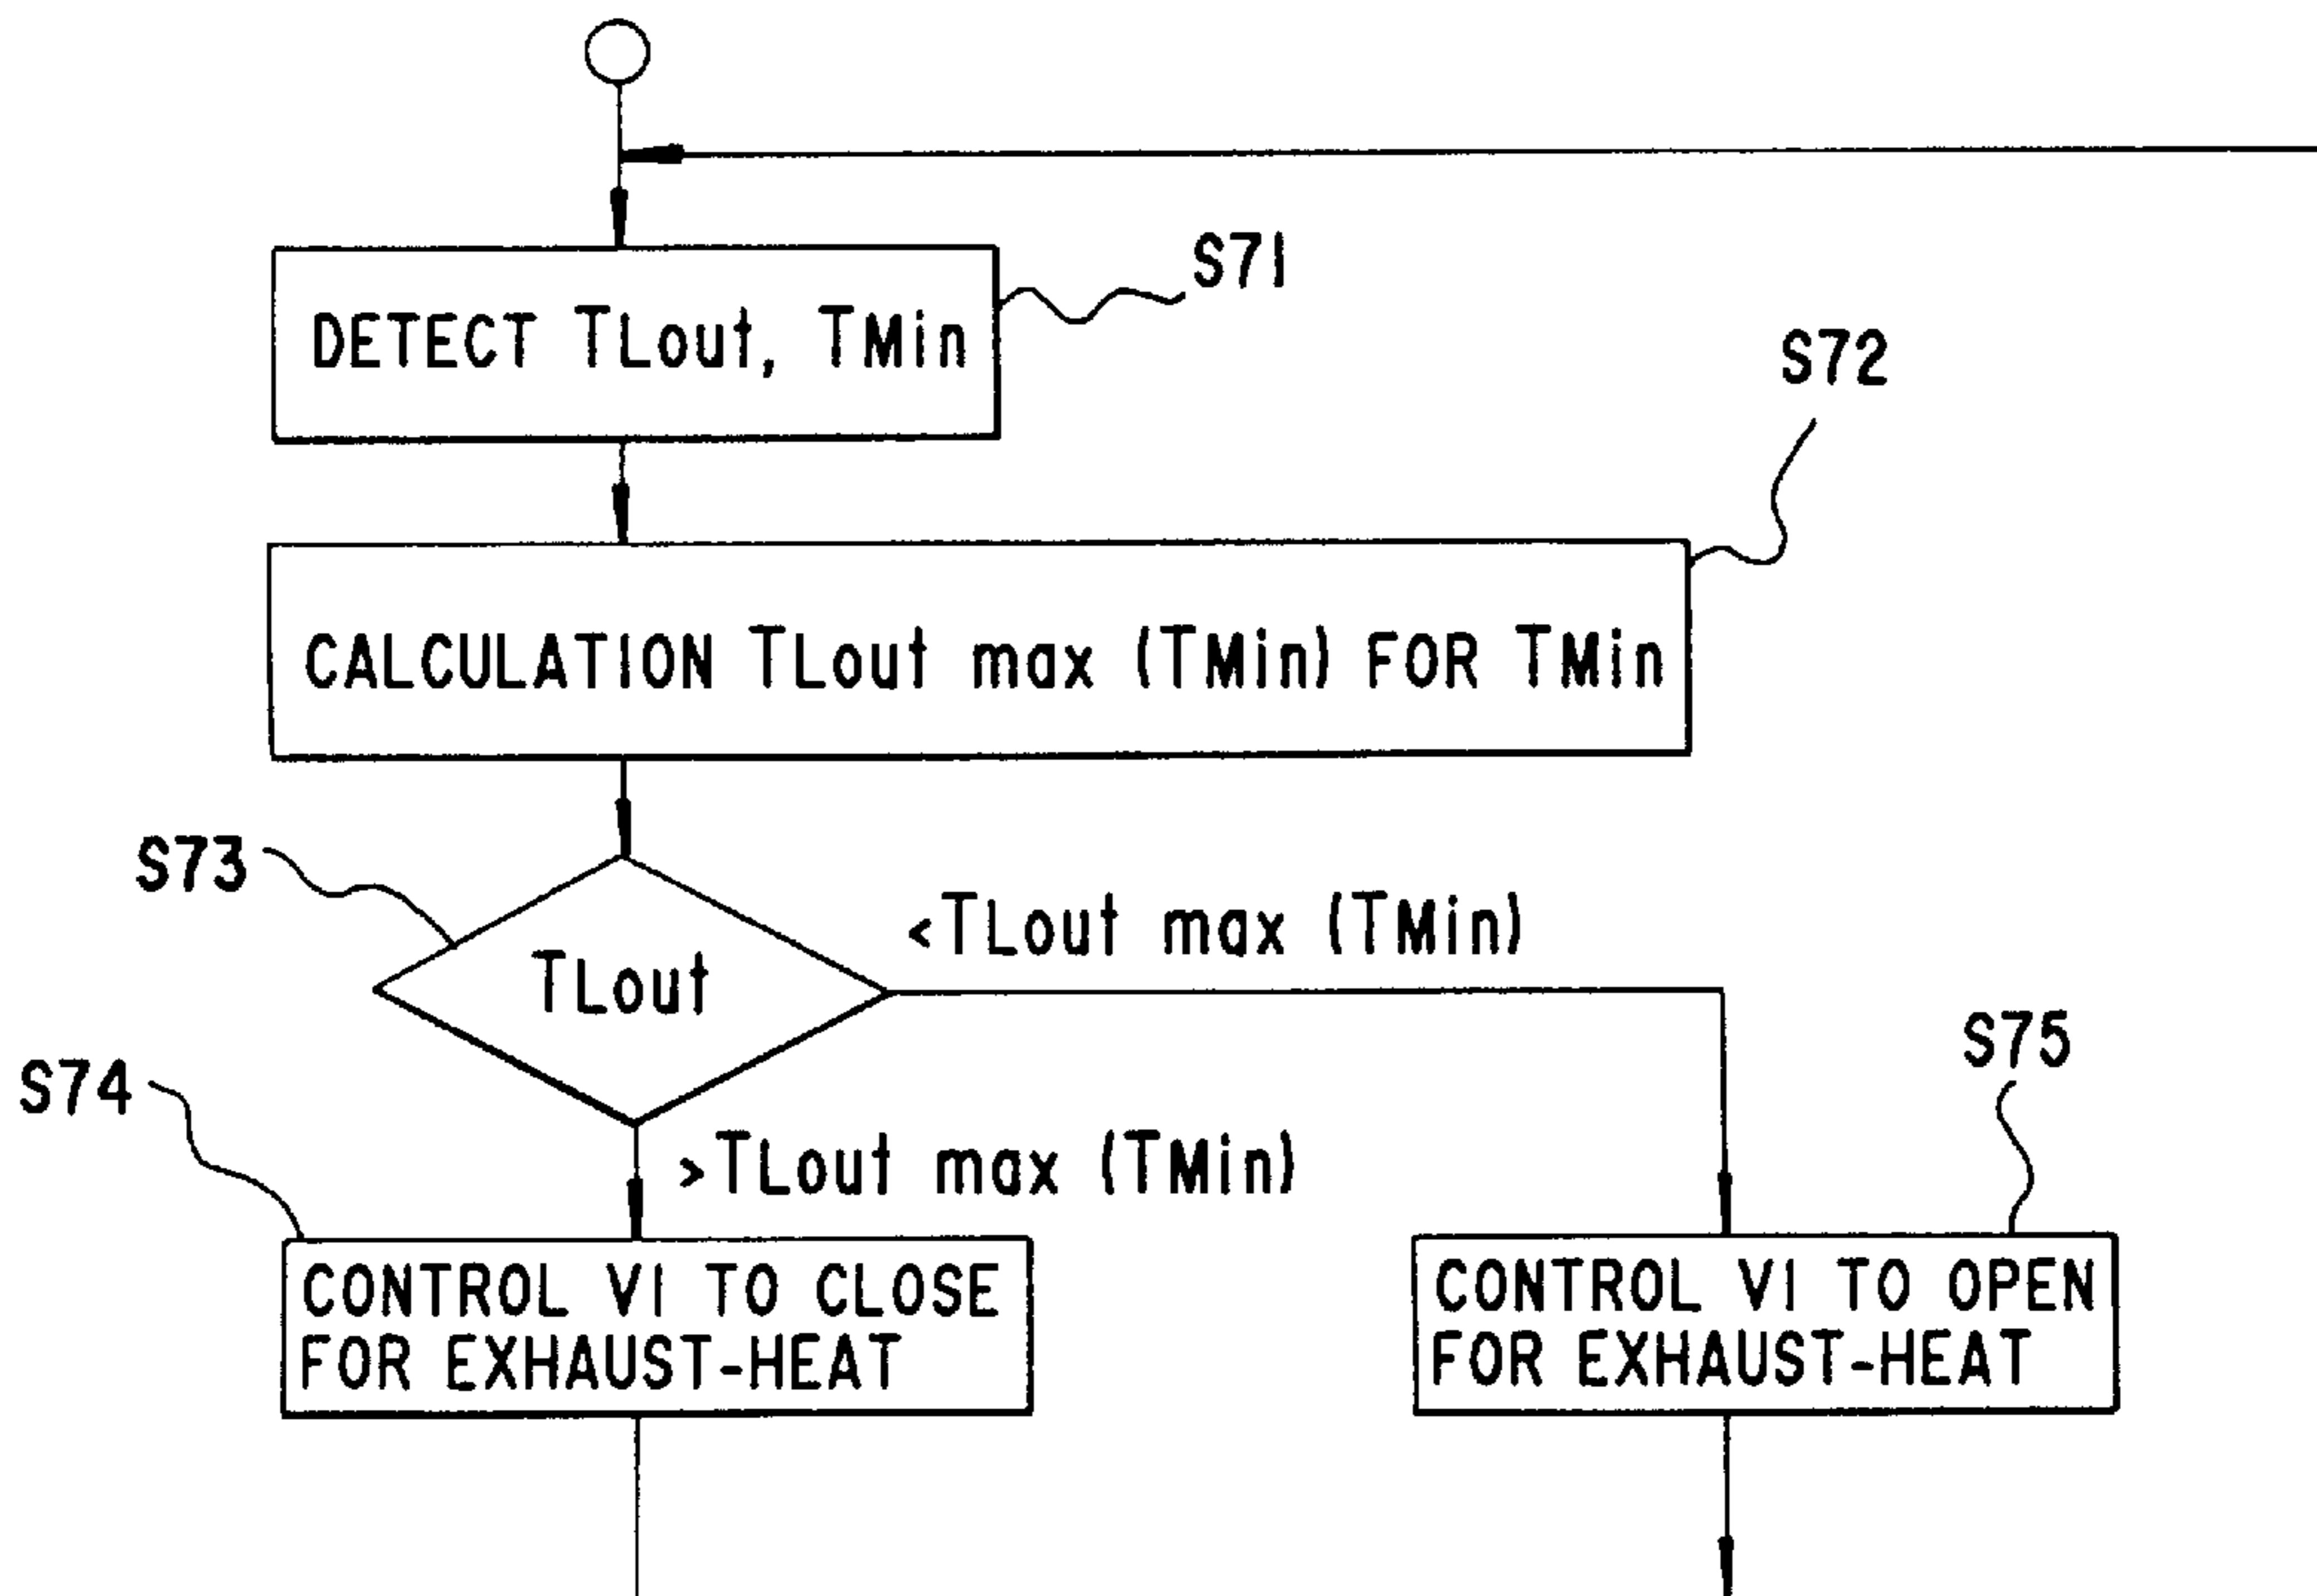 S71
DETECT TLout, TMin
S72
CALCULATION TLout max (TMin) FOR TMin
S73
<TLout max (TMin)
TLout
S75
S74
>TLout max (TMin)
CONTROL V1 TO CLOSE
FOR EXHAUST-HEAT
CONTROL V1 TO OPEN
FOR EXHAUST-HEAT